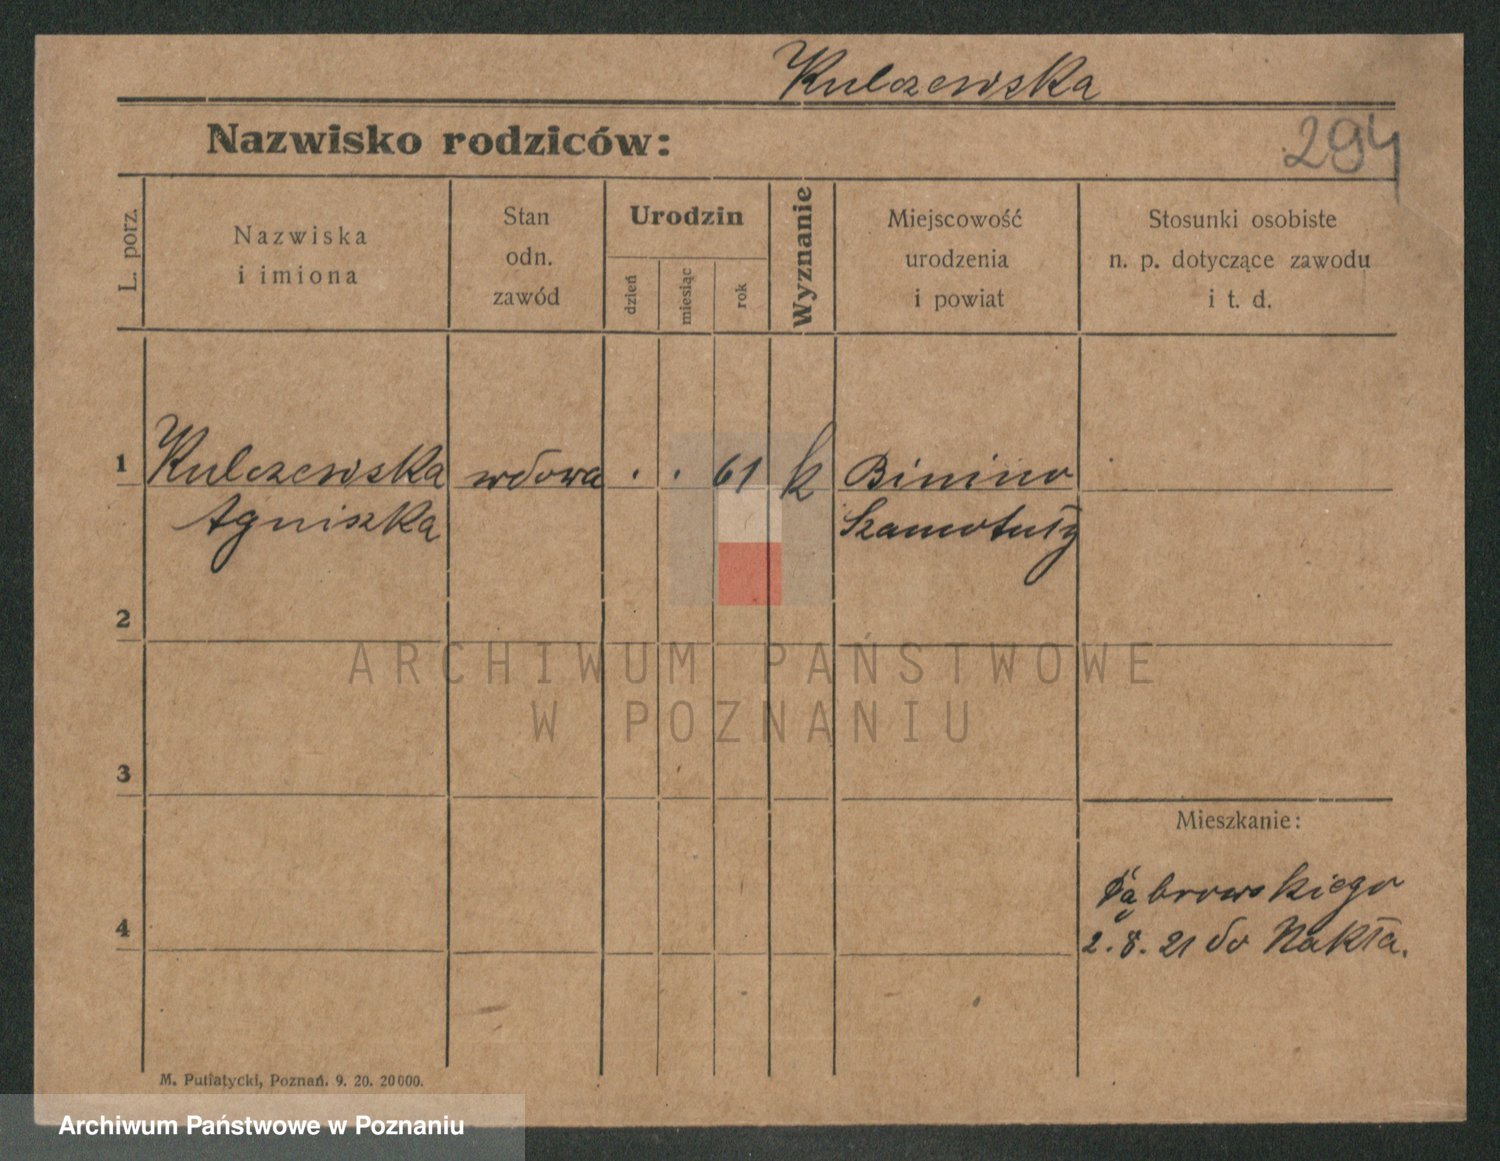 Kulczewska
Nazwisko rodziców:
294
L. porz.
Nazwiska
i imiona
Stan
odn.
zawód
Urodzin
dzień
miesiąc
rok
Wyznanie
Miejscowość
urodzenia
i powiat
Stosunki osobiste
n. p. dotyczące zawodu
i t. d.
1 Kulczewska wdowa . . 61 k Binino
Agniszka Szamotuły
2
ARCHIWUM PAŃSTWOWE
W POZNANIU
3
Mieszkanie:
Dąbrowskiego
4 2. 8. 21 do Nakła.
M. Putiatycki, Poznań. 9. 20. 20000.
Archiwum Państwowe w Poznaniu